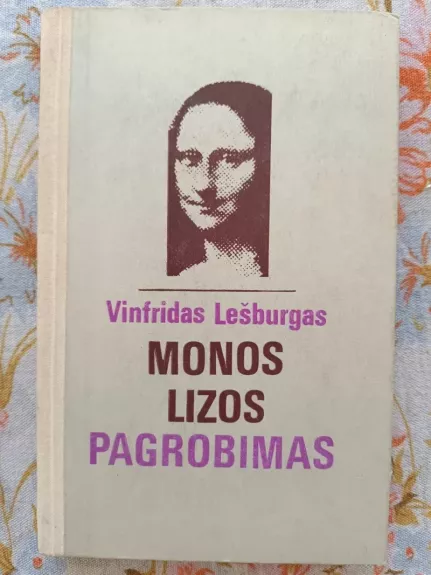 Vinfridas Lešburgas
MONOS
LIZOS
PAGROBIMAS